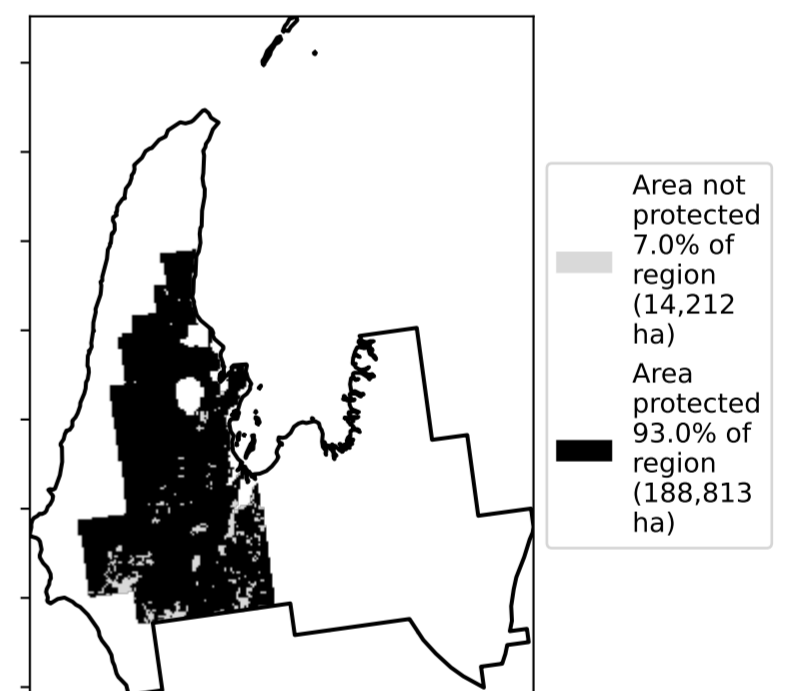 Area not
protected
7.0% of
region
(14,212
ha)
Area
protected
93.0% of
region
(188,813
ha)